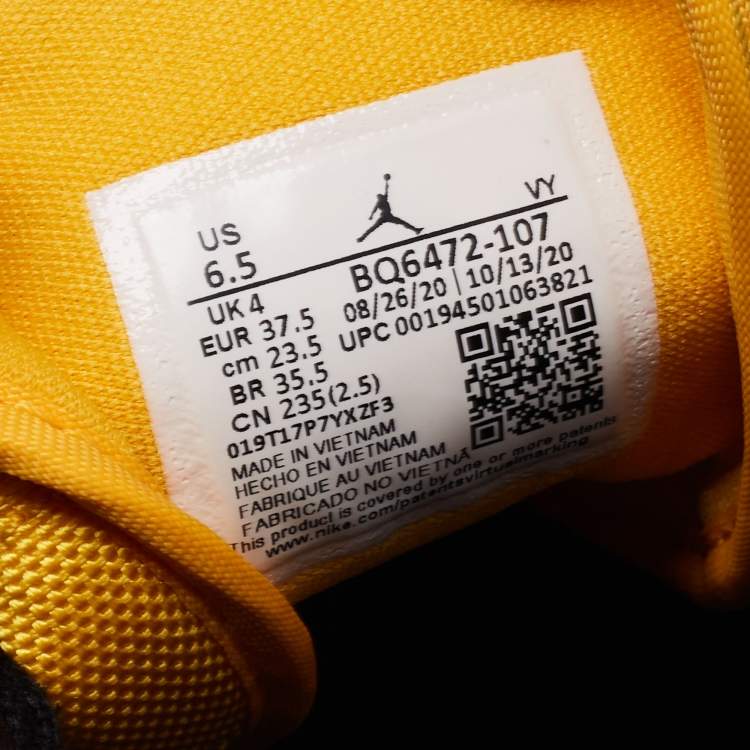 VY
US
6.5
BQ6472-107
UK 4
08/26/20 | 10/13/20
EUR 37.5
UPC 00194501063821
cm 23.5
BR 35.5
CN 235(2.5)
019T17P7YXZF3
MADE IN VIETNAM
HECHO EN VIETNAM
FABRIQUE AU VIETNAM
FABRICADO NO VIETNÃ
This product is covered by one or more patents
www.nike.com/patentsvirtualmarking